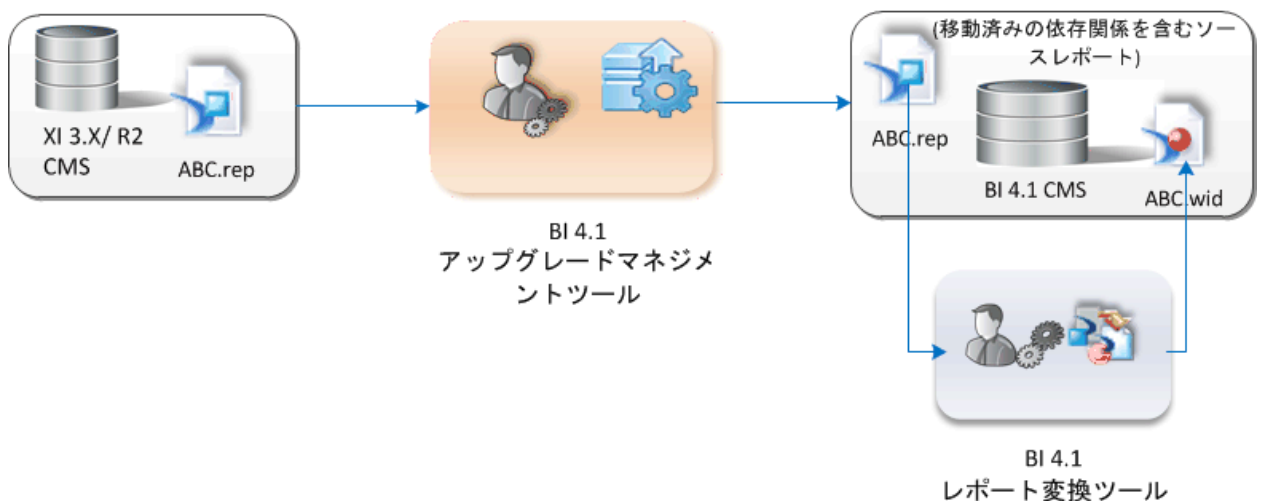 XI 3.X/ R2
CMS
ABC.rep
BI 4.1
アップグレードマネジメ
ントツール
(移動済みの依存関係を含むソー
スレポート)
ABC.rep
BI 4.1 CMS
ABC.wid
BI 4.1
レポート変換ツール